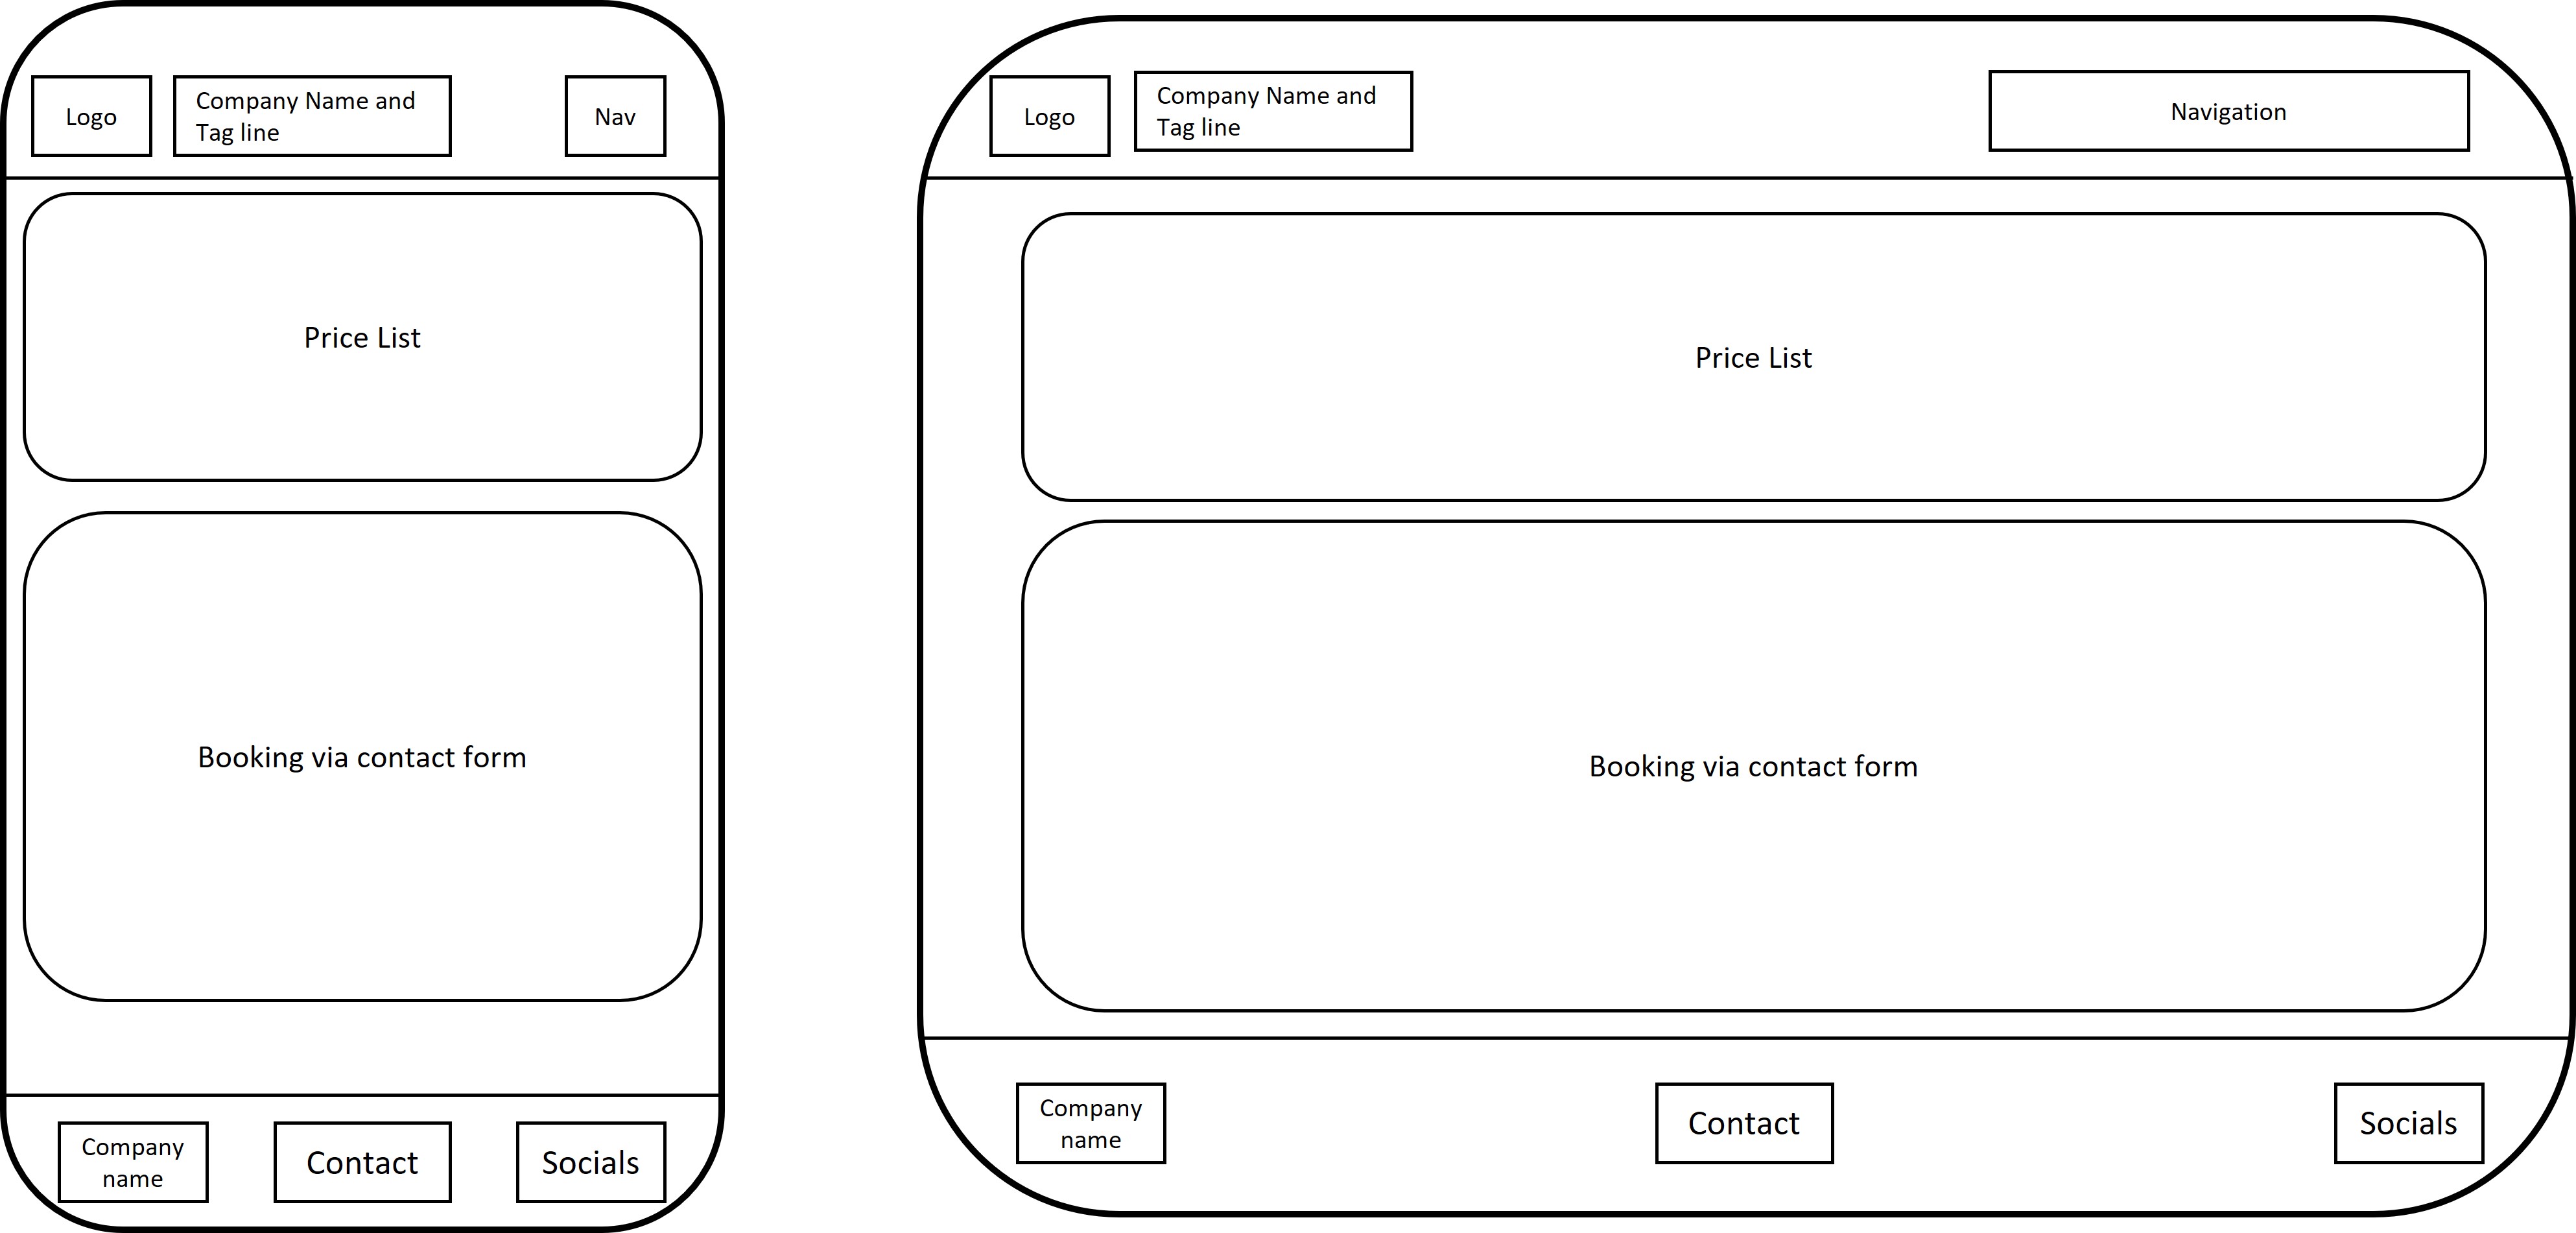 Logo
Company Name and
Tag line
Nav
Price List
Booking via contact form
Company
name
Contact
Socials
Logo
Company Name and
Tag line
Navigation
Price List
Booking via contact form
Company
name
Contact
Socials